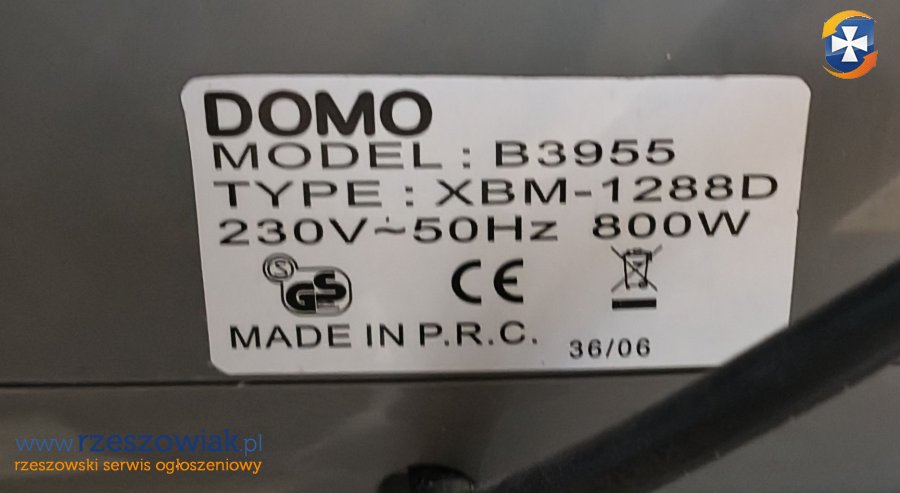 DOMO
MODEL : B3955
TYPE : XBM-1288D
230V~50Hz 800W
S GS CE
MADE IN P.R.C. 36/06
www.rzeszowiak.pl
rzeszowski serwis ogłoszeniowy